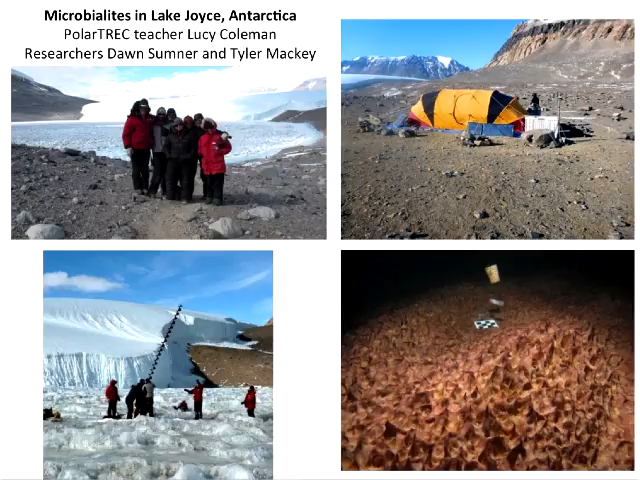 Microbialites in Lake Joyce, Antarctica
PolarTREC teacher Lucy Coleman
Researchers Dawn Sumner and Tyler Mackey